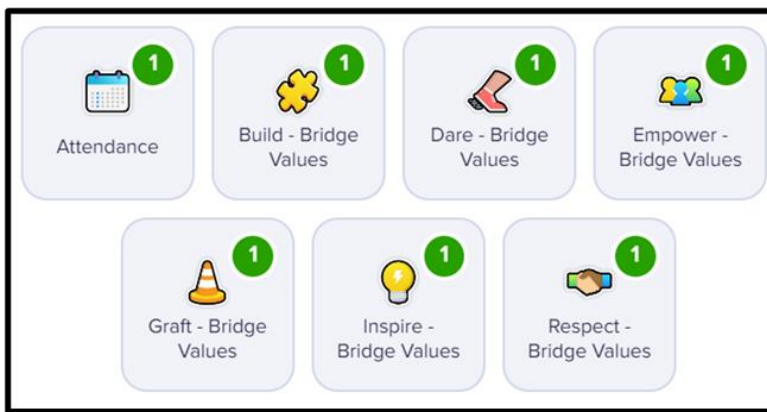 1
1
1
1
Attendance
Build - Bridge
Values
Dare - Bridge
Values
Empower -
Bridge Values
1
1
1
Graft - Bridge
Values
Inspire -
Bridge Values
Respect -
Bridge Values